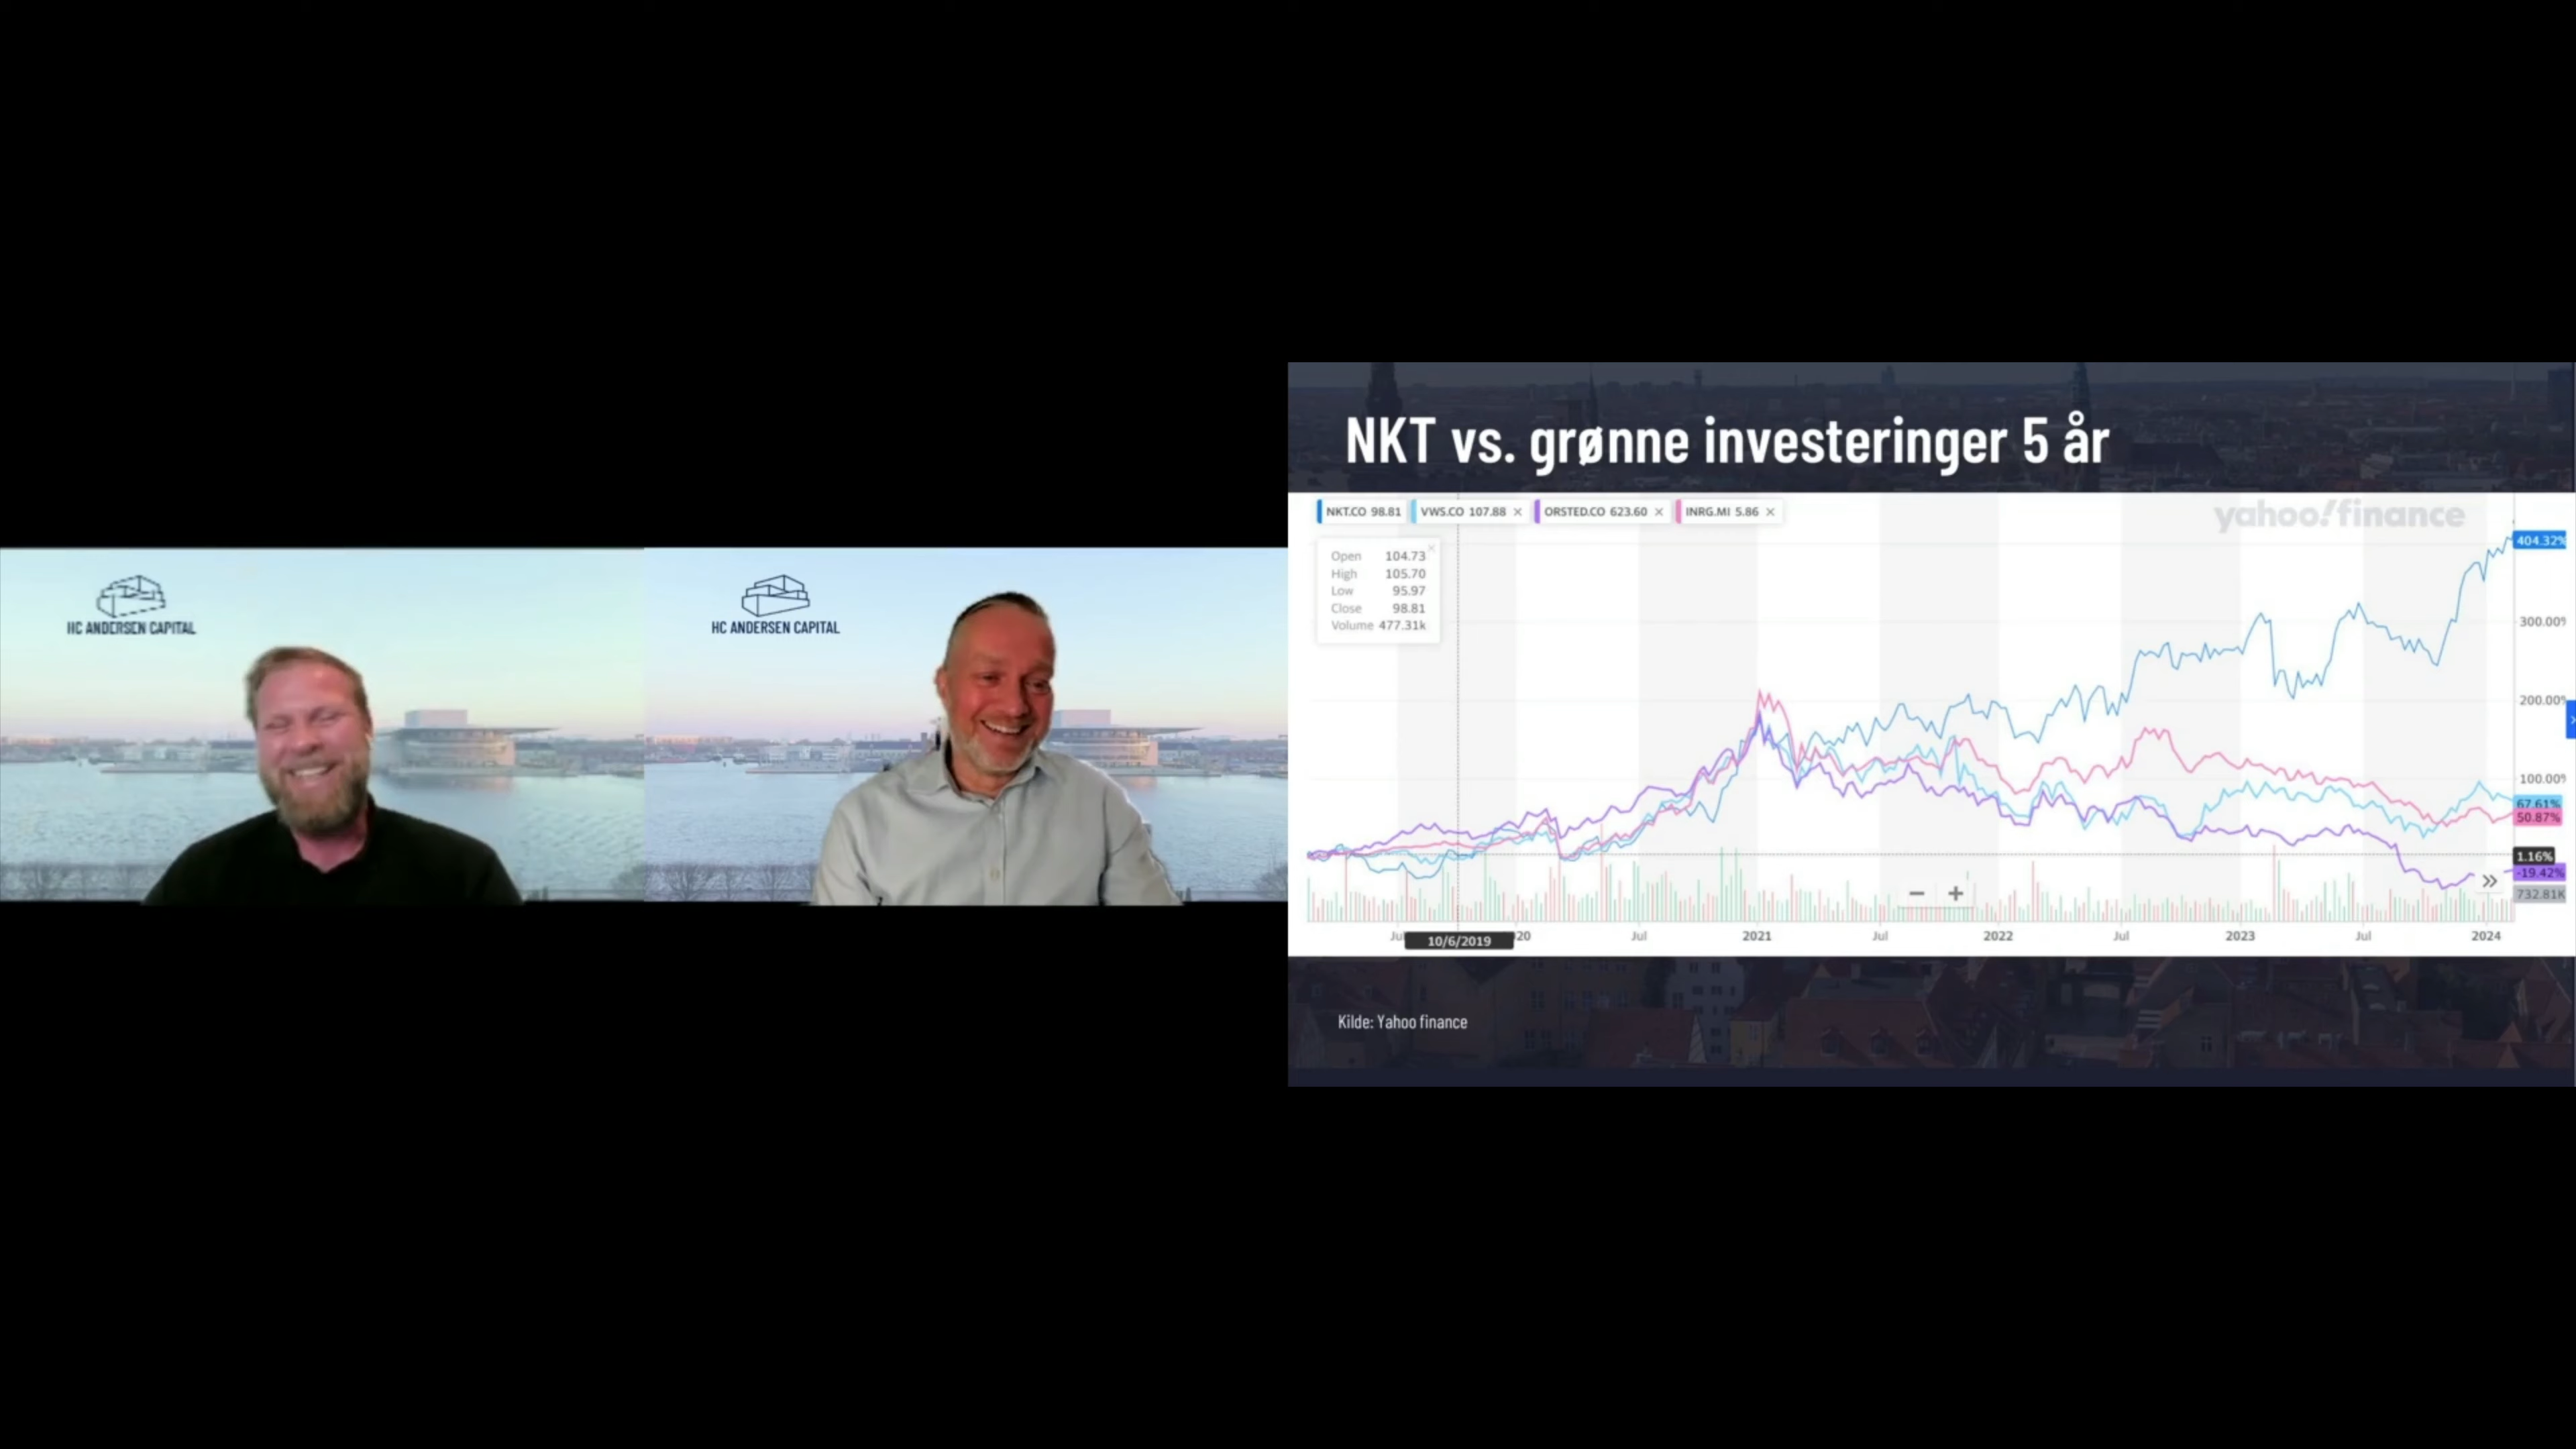 HC ANDERSEN CAPITAL
HC ANDERSEN CAPITAL
NKT vs. grønne investeringer 5 år
NKT.CO 98.81
VWS.CO 107.88 ×
ORSTED.CO 623.60 ×
INRG.MI 5.86 ×
yahoo!finance
Open 104.73
High 105.70
Low 95.97
Close 98.81
Volume 477.31k
404.32%
300.00%
200.00%
100.00%
67.61%
50.87%
1.16%
-19.42%
732.81K
10/6/2019
Jul 2021 Jul 2022 Jul 2023 Jul 2024
Kilde: Yahoo finance